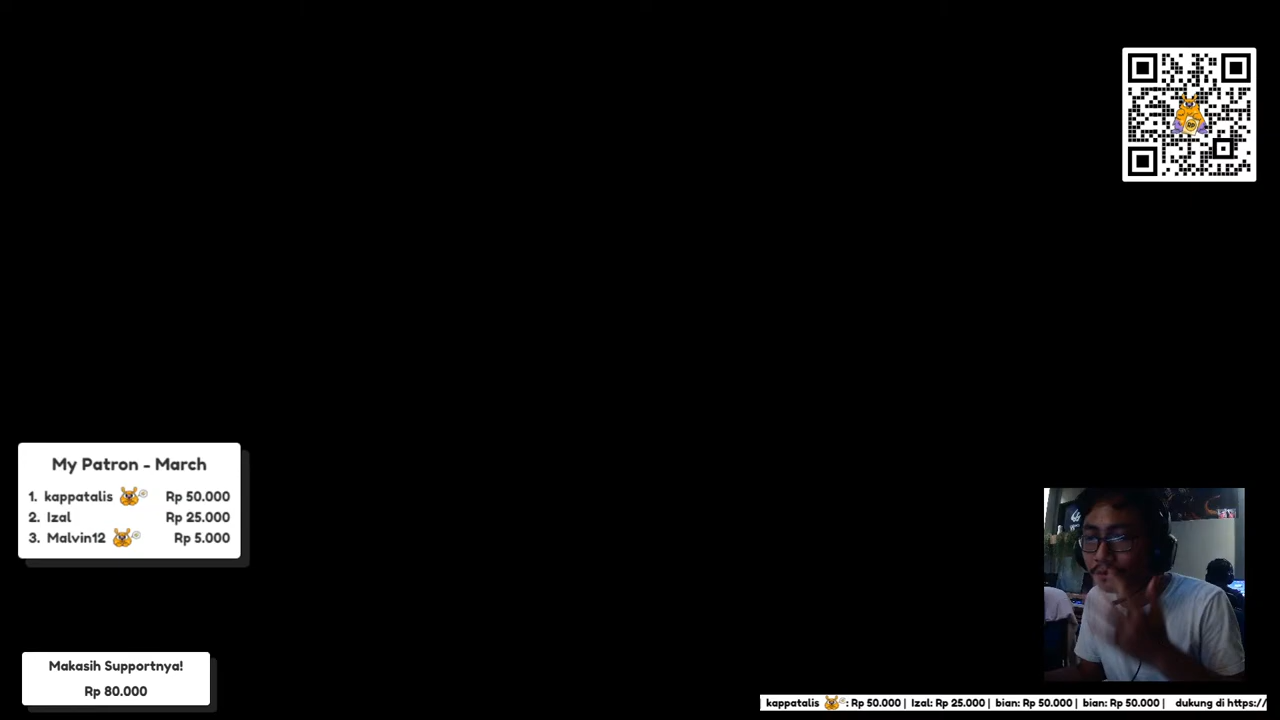 My Patron - March
1. kappatalis Rp 50.000
2. Izal Rp 25.000
3. Malvin12 Rp 5.000
Makasih Supportnya!
Rp 80.000
kappatalis : Rp 50.000 | Izal: Rp 25.000 | bian: Rp 50.000 | bian: Rp 50.000 | dukung di https://